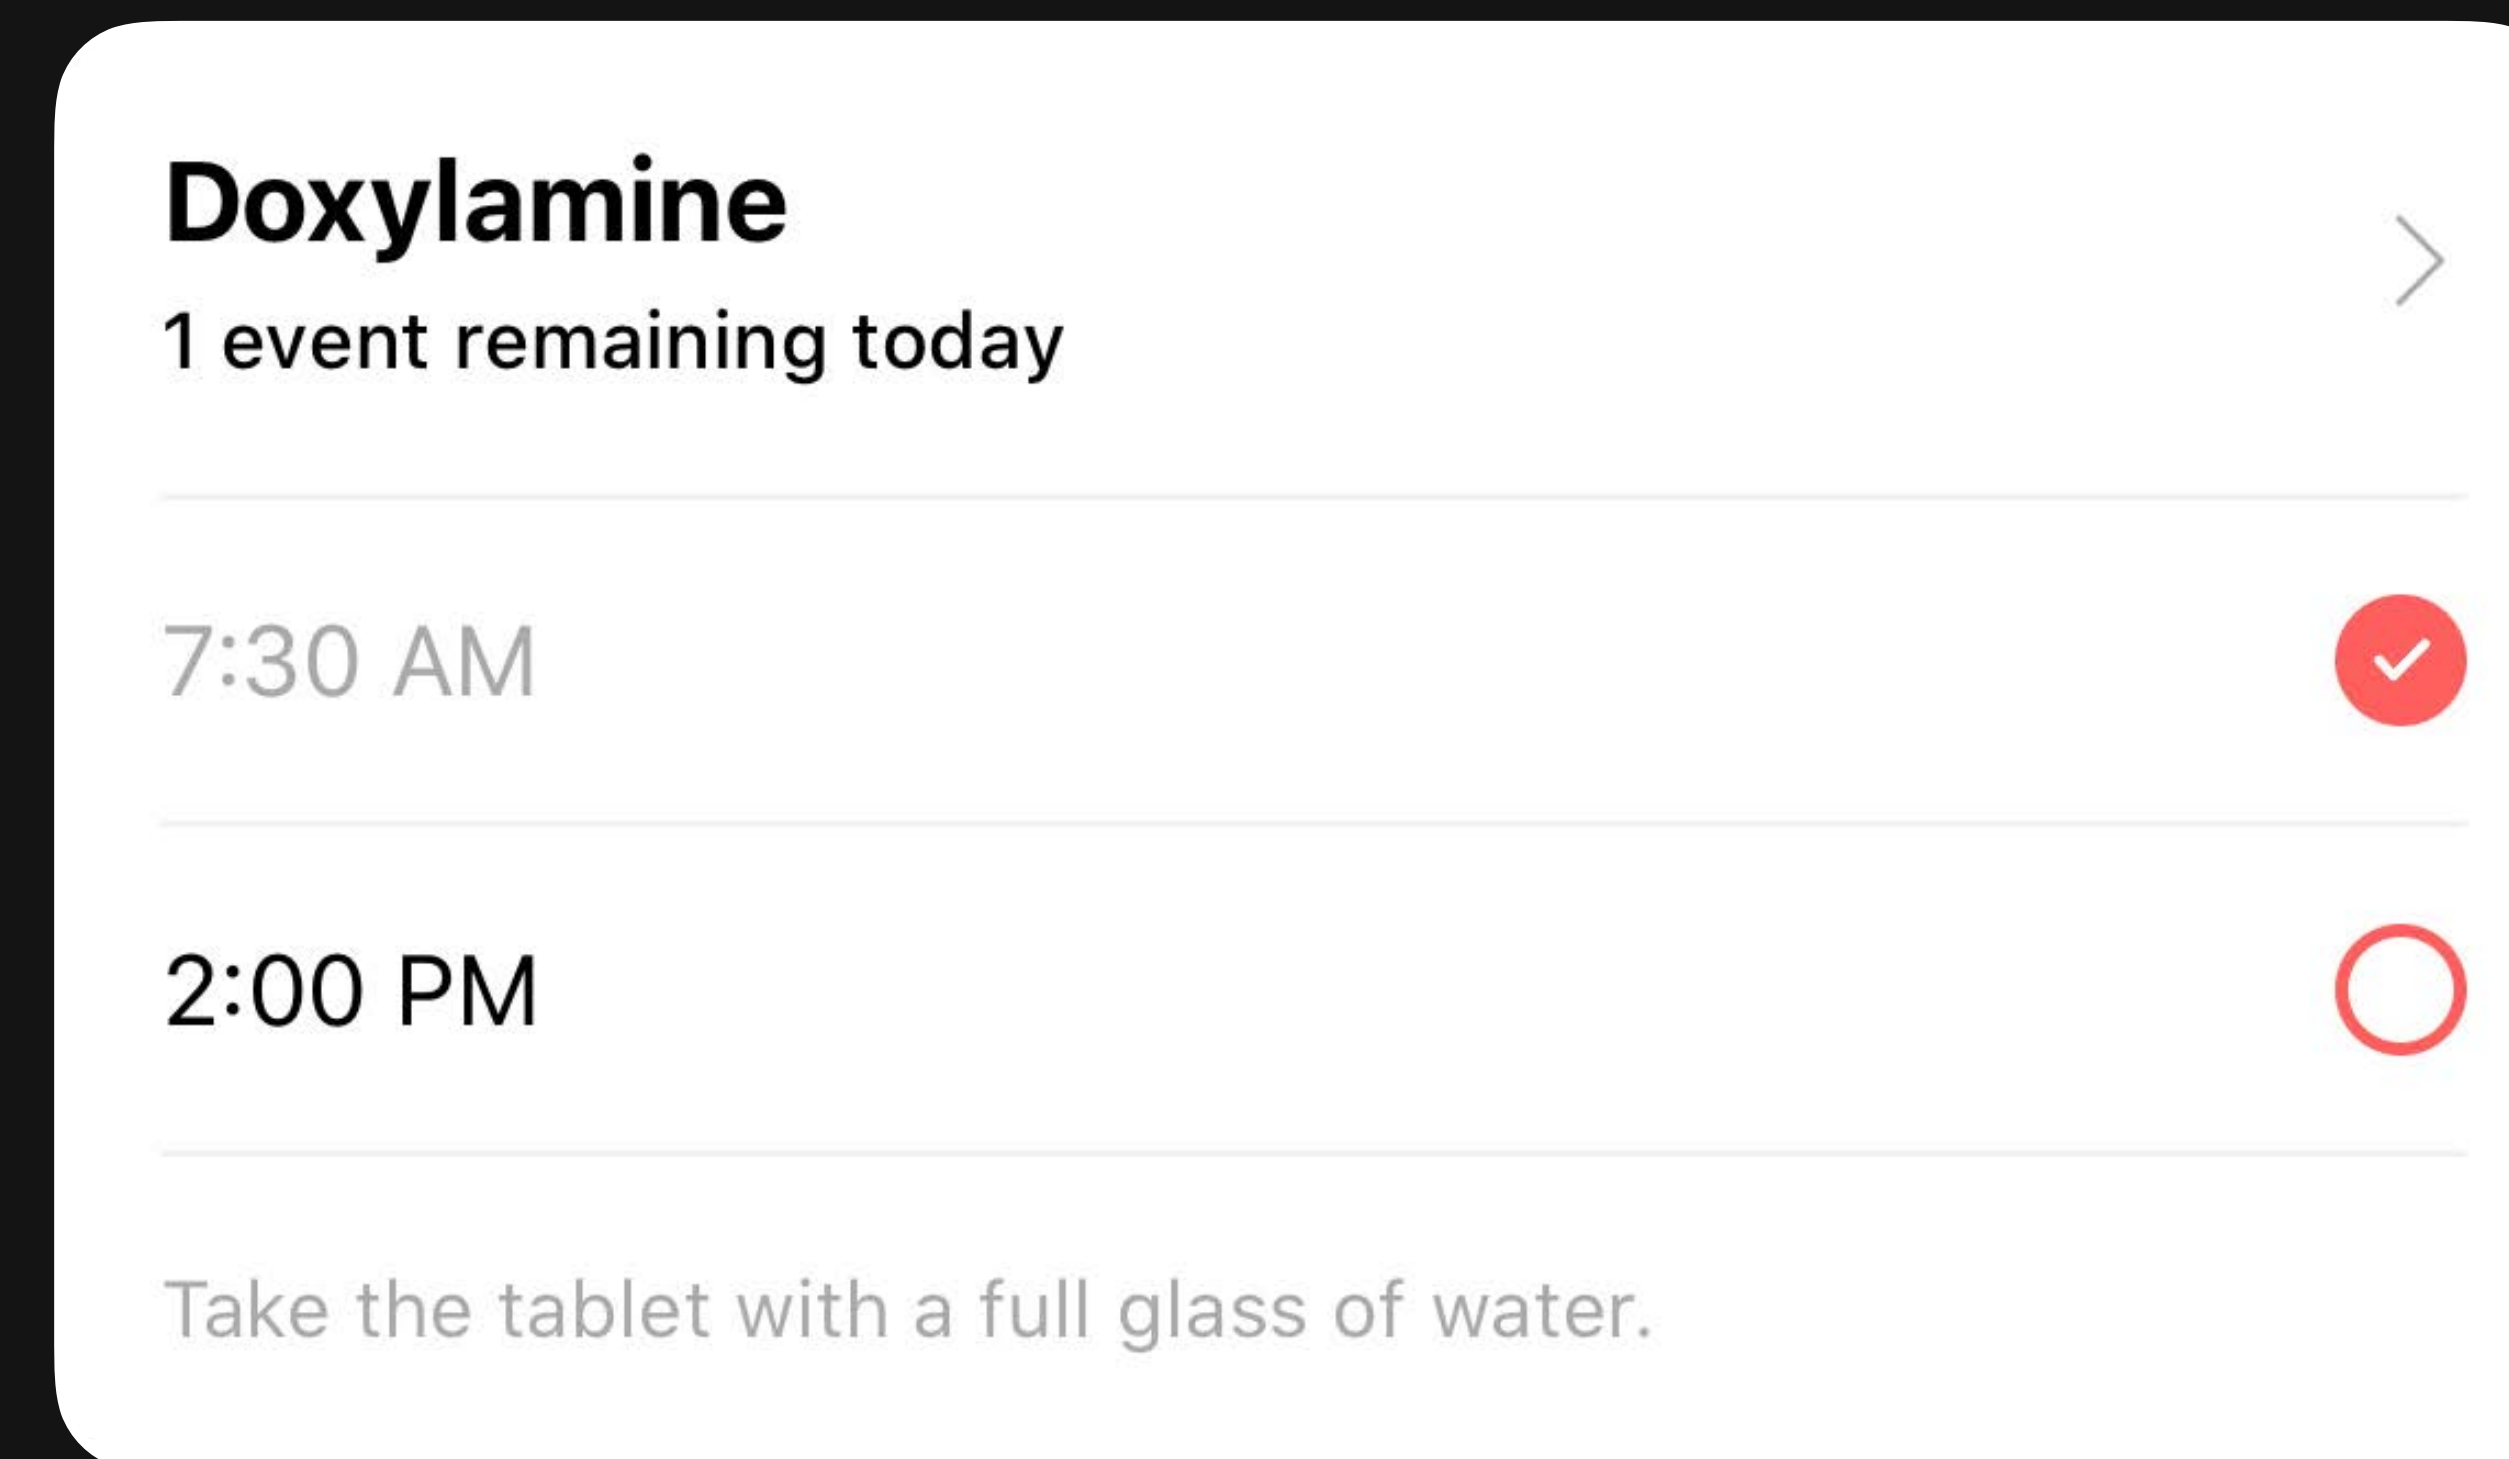 Doxylamine
1 event remaining today
7:30 AM
2:00 PM
Take the tablet with a full glass of water.